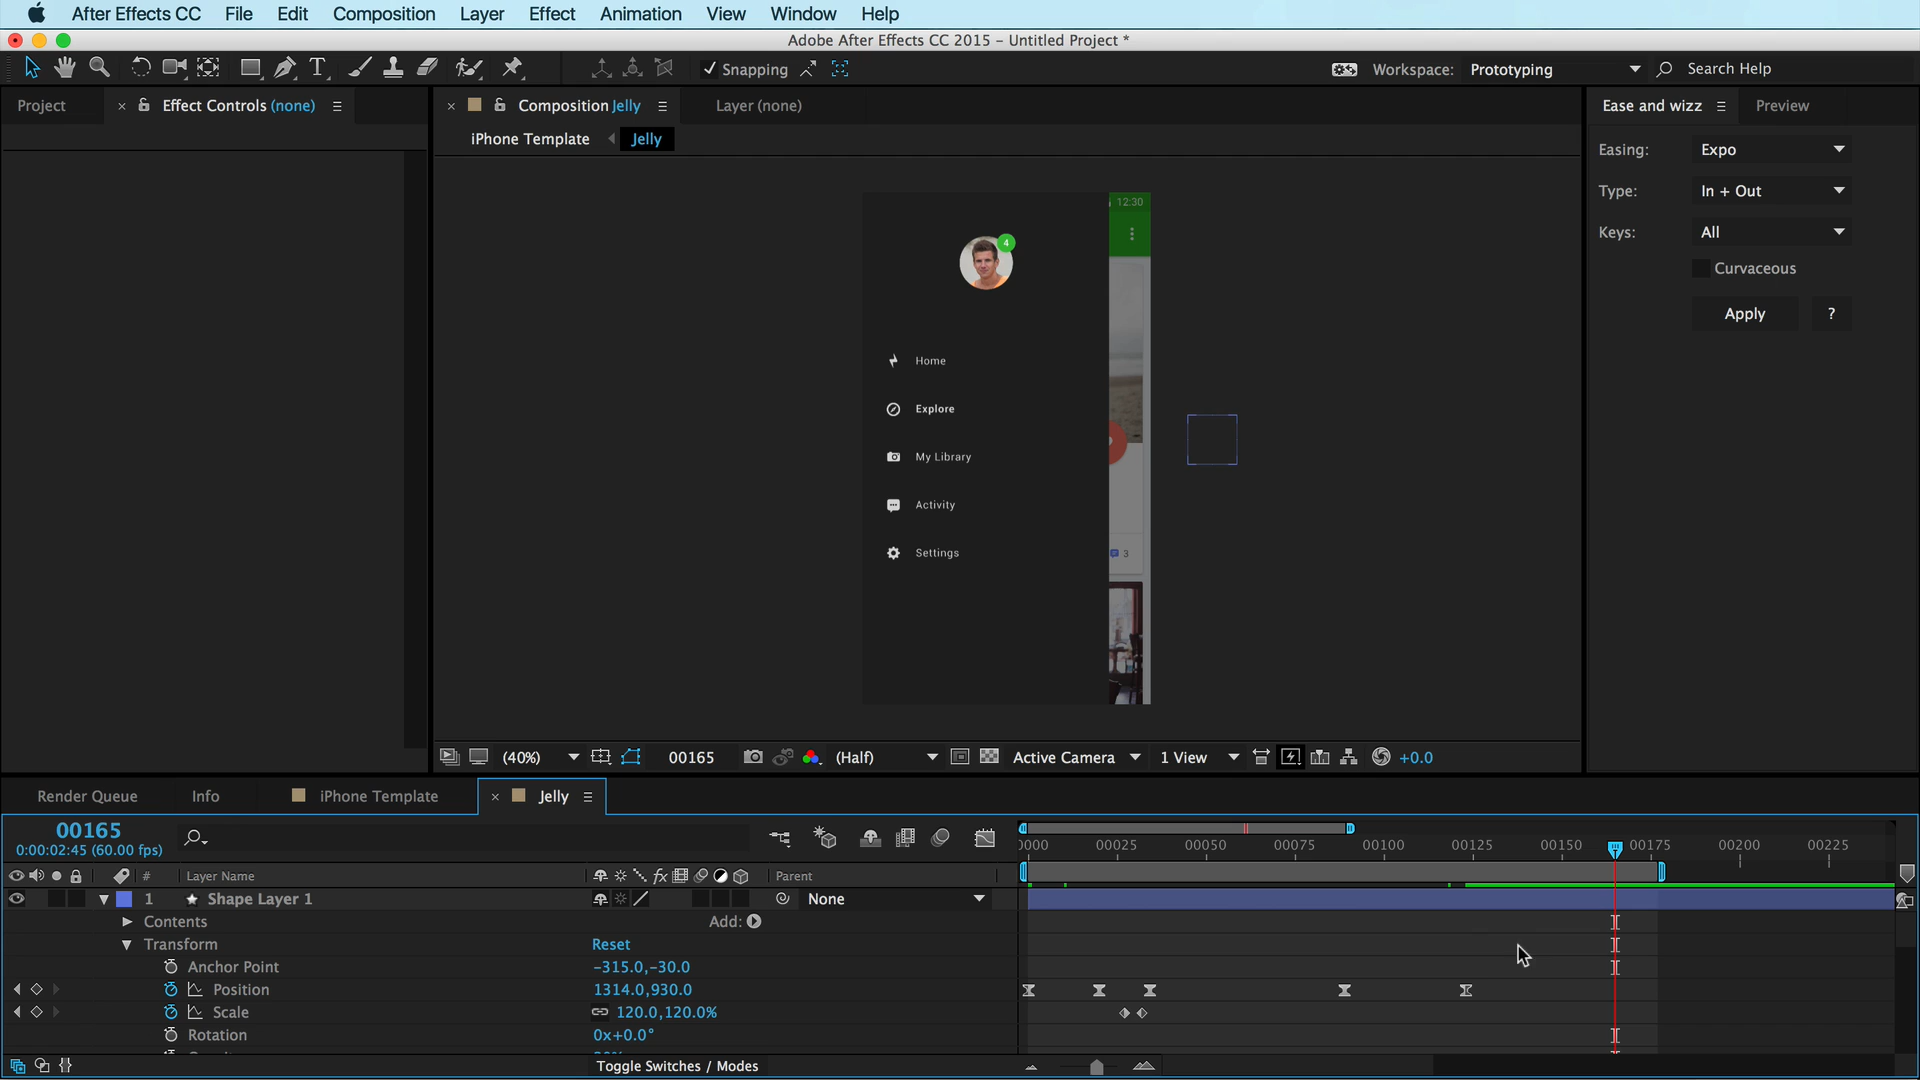 After Effects CC File Edit Composition Layer Effect Animation View Window Help
Adobe After Effects CC 2015 – Untitled Project *
Snapping
Workspace: Prototyping
Search Help
Project
Effect Controls (none)
Composition Jelly
Layer (none)
Ease and wizz
Preview
iPhone Template
Jelly
Easing: Expo
Type: In + Out
Keys: All
Curvaceous
Apply
?
12:30
4
Home
Explore
My Library
Activity
Settings
3
(40%)
00165
(Half)
Active Camera
1 View
+0.0
Render Queue
Info
iPhone Template
Jelly
00165
0:00:02:45 (60.00 fps)
0000 00025 00050 00075 00100 00125 00150 00175 00200 00225
# Layer Name
fx
Parent
1 Shape Layer 1
None
Contents
Add:
Transform
Reset
Anchor Point
-315.0,-30.0
Position
1314.0,930.0
Scale
120.0,120.0%
Rotation
0x+0.0°
Toggle Switches / Modes